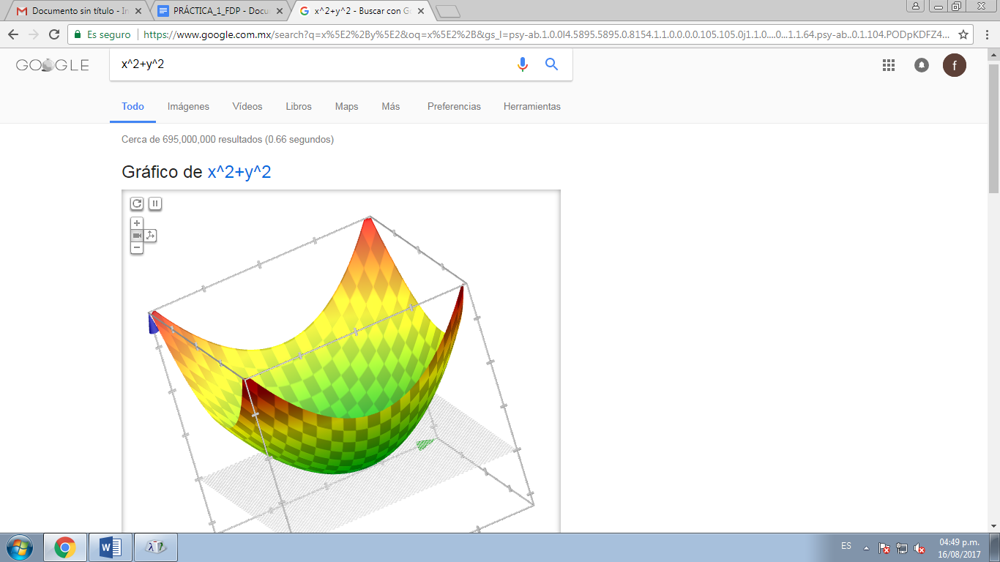 Documento sin título - In
PRÁCTICA_1_FDP - Docu
x^2+y^2 - Buscar con Go
Es seguro
https://www.google.com.mx/search?q=x%5E2%2By%5E2&oq=x%5E2%2B&gs_l=psy-ab.1.0.0l4.5895.5895.0.8154.1.1.0.0.0.0.105.105.0j1.1.0....0...1.1.64.psy-ab..0.1.104.PODpKDFZ4...
GOOGLE
x^2+y^2
f
Todo
Imágenes
Vídeos
Libros
Maps
Más
Preferencias
Herramientas
Cerca de 695,000,000 resultados (0.66 segundos)
Gráfico de x^2+y^2
ES
04:49 p.m.
16/08/2017